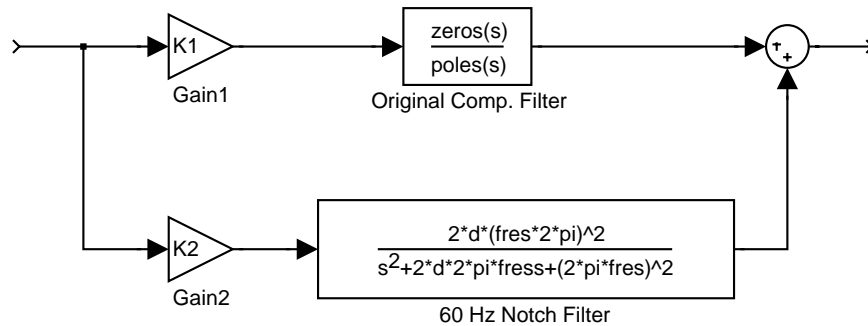 K1
Gain1
zeros(s)
poles(s)
Original Comp. Filter
+
+
K2
Gain2
2*d*(fres*2*pi)^2
s2+2*d*2*pi*fress+(2*pi*fres)^2
60 Hz Notch Filter